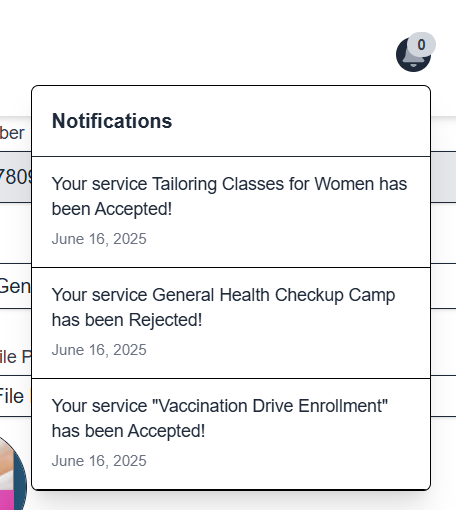 0
Notifications
ber
Your service Tailoring Classes for Women has
been Accepted!
June 16, 2025
Your service General Health Checkup Camp
has been Rejected!
June 16, 2025
Gen
ile P
File
Your service "Vaccination Drive Enrollment"
has been Accepted!
June 16, 2025